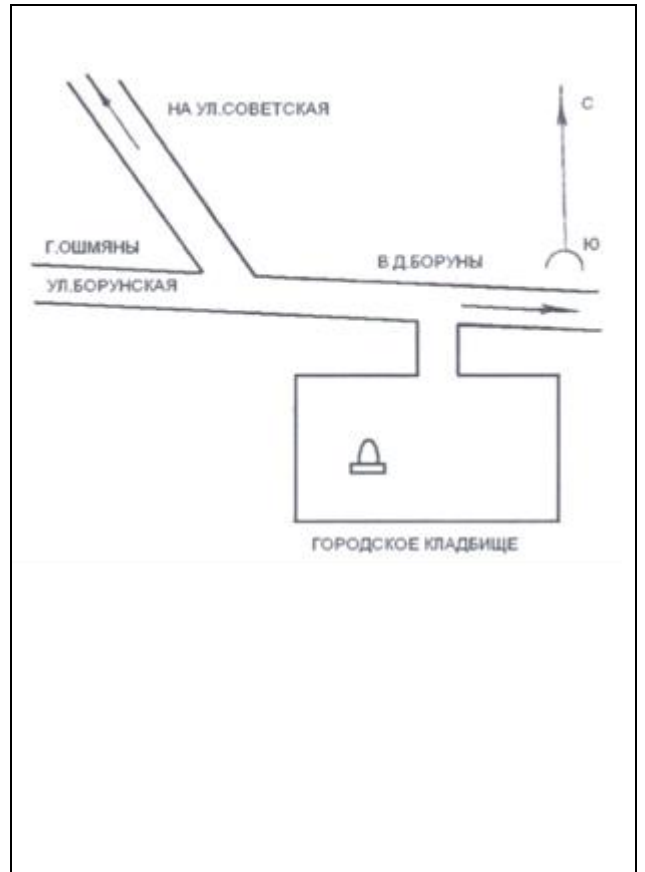 НА УЛ.СОВЕТСКАЯ
С
Ю
Г.ОШМЯНЫ
В Д.БОРУНЫ
УЛ.БОРУНСКАЯ
ГОРОДСКОЕ КЛАДБИЩЕ